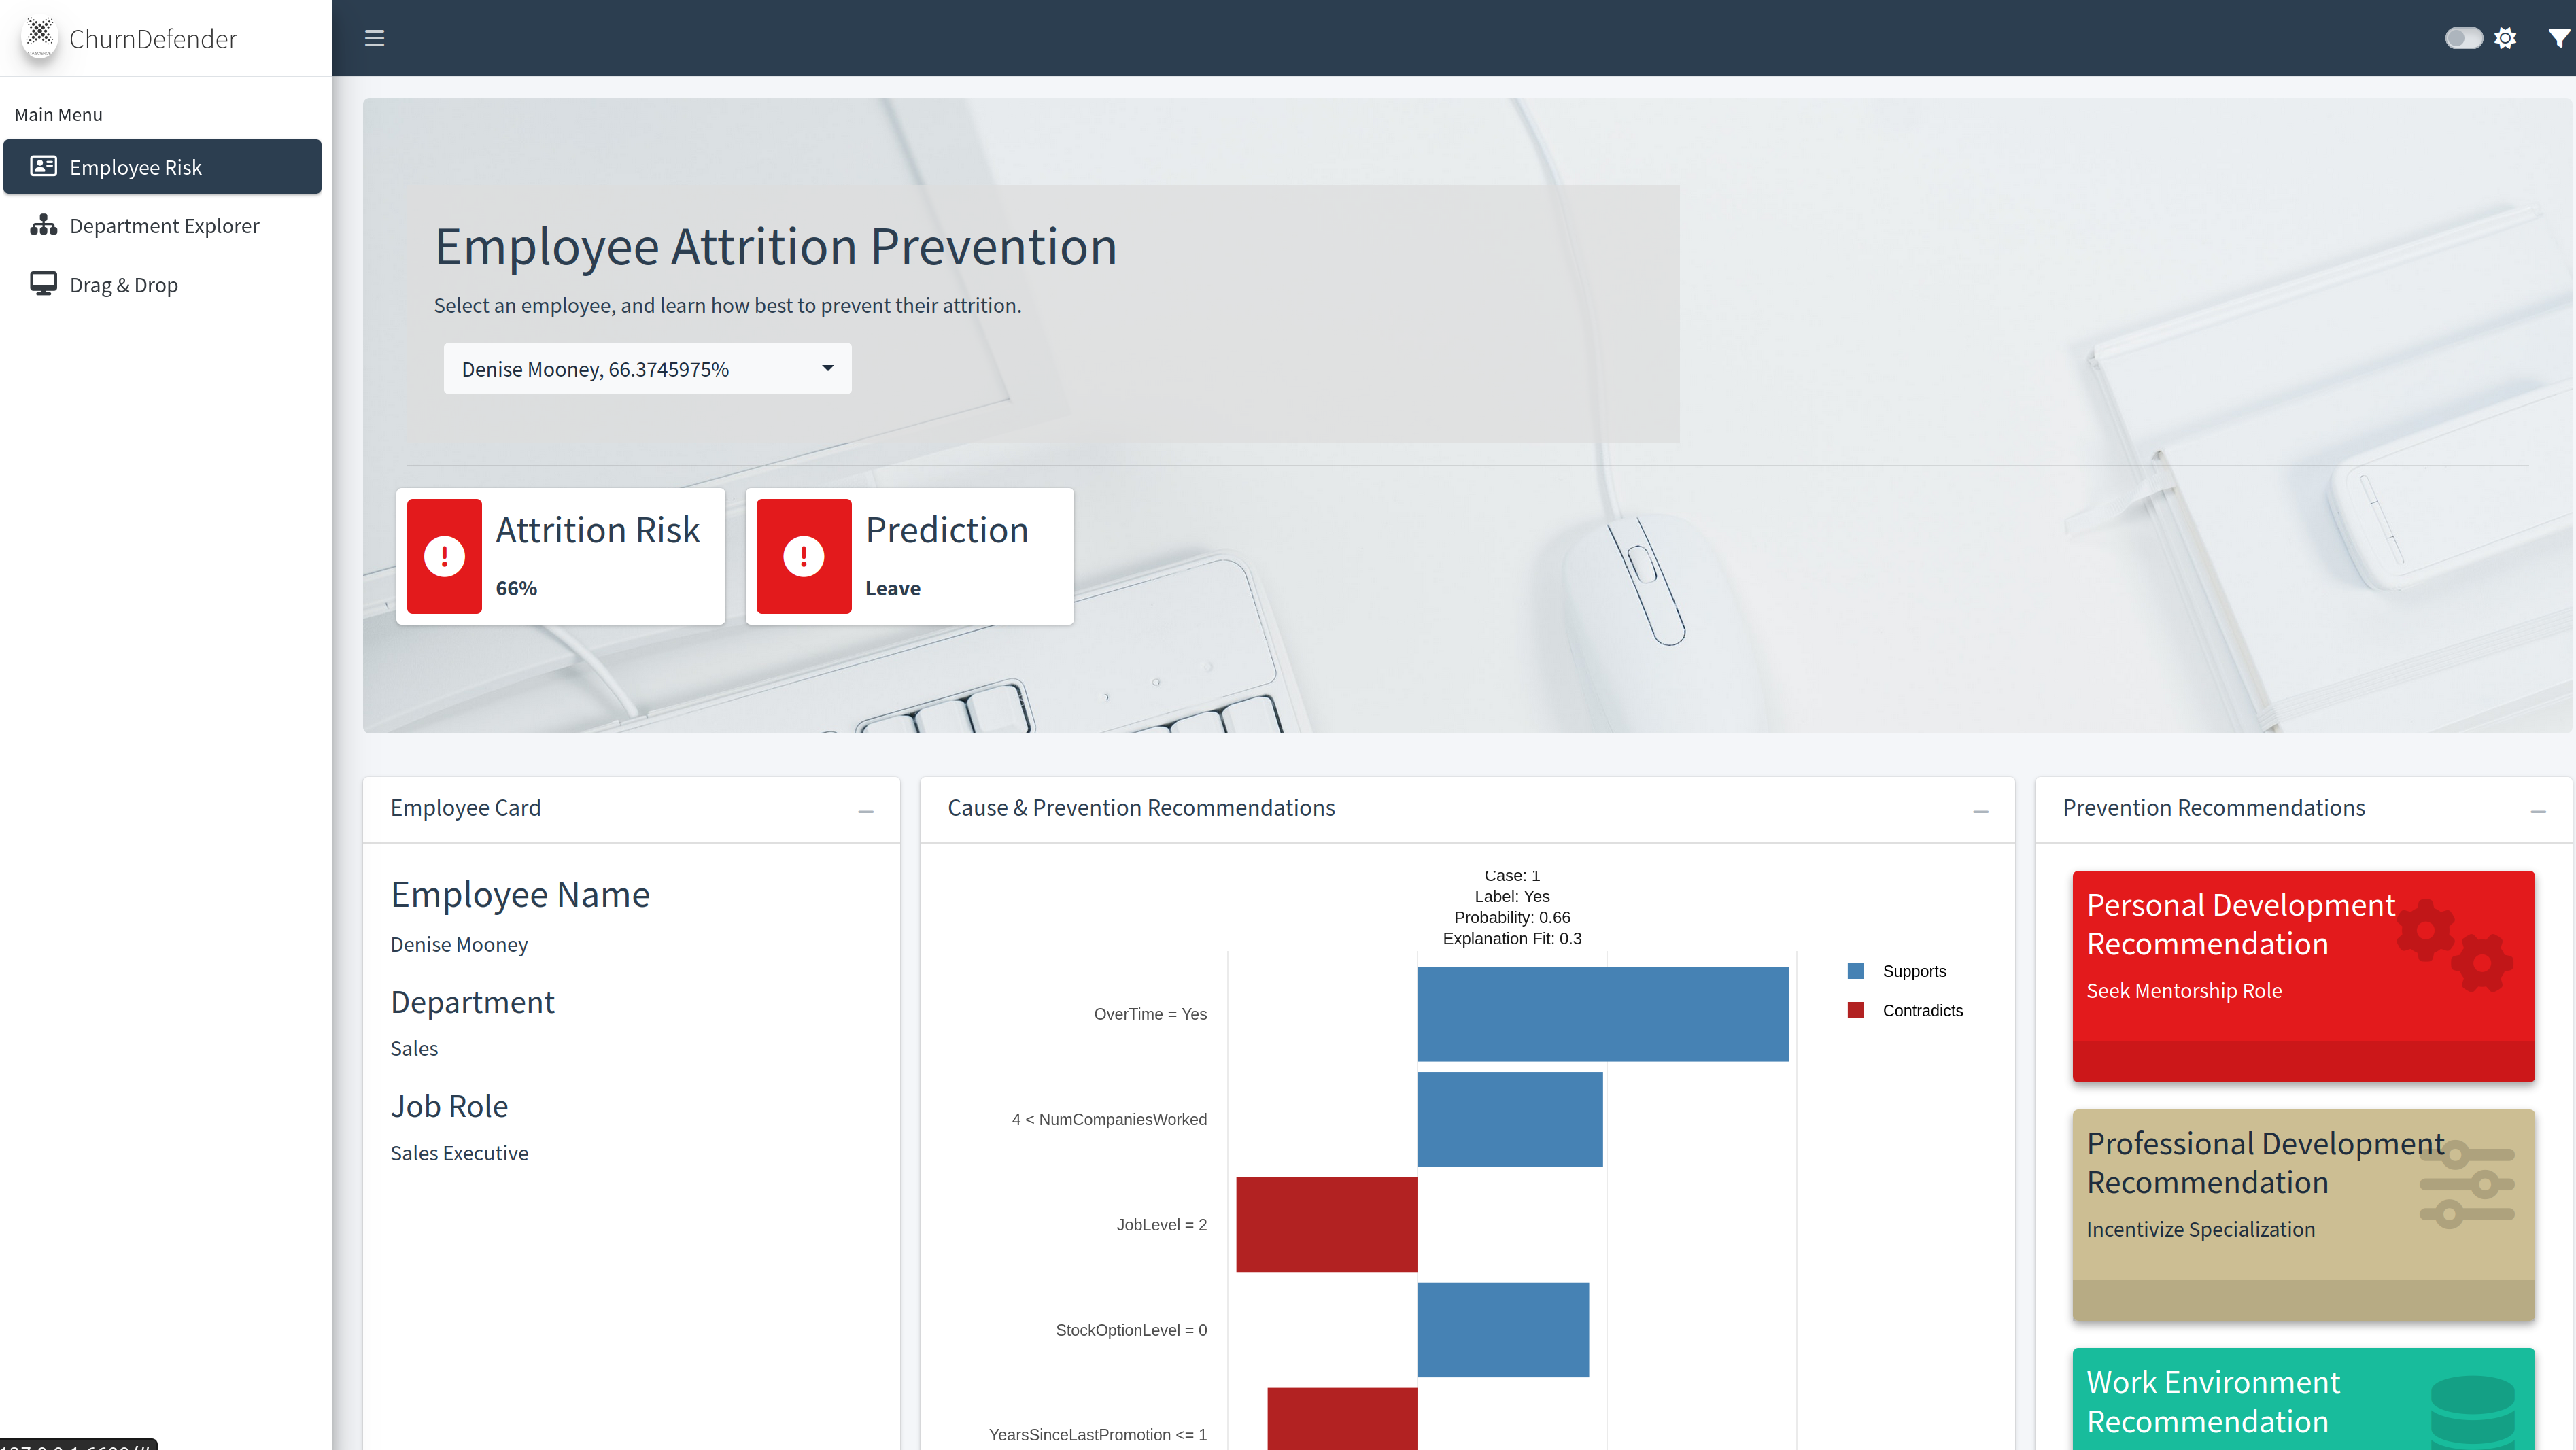 ChurnDefender
Main Menu
Employee Risk
Department Explorer
Drag & Drop
Employee Attrition Prevention
Select an employee, and learn how best to prevent their attrition.
Denise Mooney, 66.3745975%
Attrition Risk
66%
Prediction
Leave
Employee Card
Employee Name
Denise Mooney
Department
Sales
Job Role
Sales Executive
Cause & Prevention Recommendations
Case: 1
Label: Yes
Probability: 0.66
Explanation Fit: 0.3
OverTime = Yes
4 < NumCompaniesWorked
JobLevel = 2
StockOptionLevel = 0
YearsSinceLastPromotion <= 1
Supports
Contradicts
Prevention Recommendations
Personal Development
Recommendation
Seek Mentorship Role
Professional Development
Recommendation
Incentivize Specialization
Work Environment
Recommendation